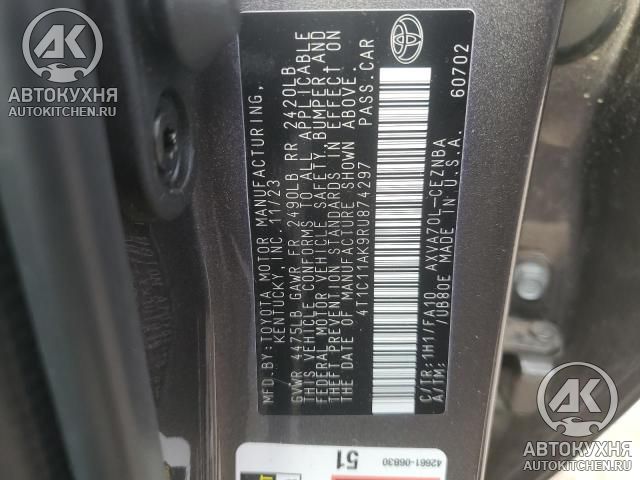 АВТОКУХНЯ
AUTOKITCHEN.RU
MFD.BY:TOYOTA MOTOR MANUFACTURING,
KENTUCKY, INC. 11/23
GVWR 4475LB GAWR FR 2490LB RR 2420LB
THIS VEHICLE CONFORMS TO ALL APPLICABLE
FEDERAL MOTOR VEHICLE SAFETY, BUMPER AND
THEFT PREVENTION STANDARDS IN EFFECT ON
THE DATE OF MANUFACTURE SHOWN ABOVE.
4T1C11AK9RU874297 PASS.CAR
C/TR:1H17/FA10 AXVA70L-CEZNBA
A/TM: /UB80E MADE IN U.S.A. 60702
51
42661-06B30
АВТОКУХНЯ
AUTOKITCHEN.RU